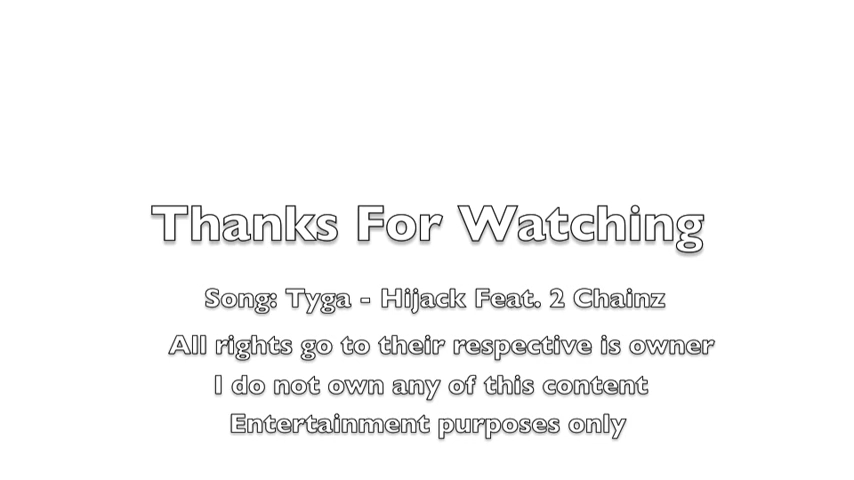 Thanks For Watching
Song: Tyga - Hijack Feat. 2 Chainz
All rights go to their respective is owner
I do not own any of this content
Entertainment purposes only